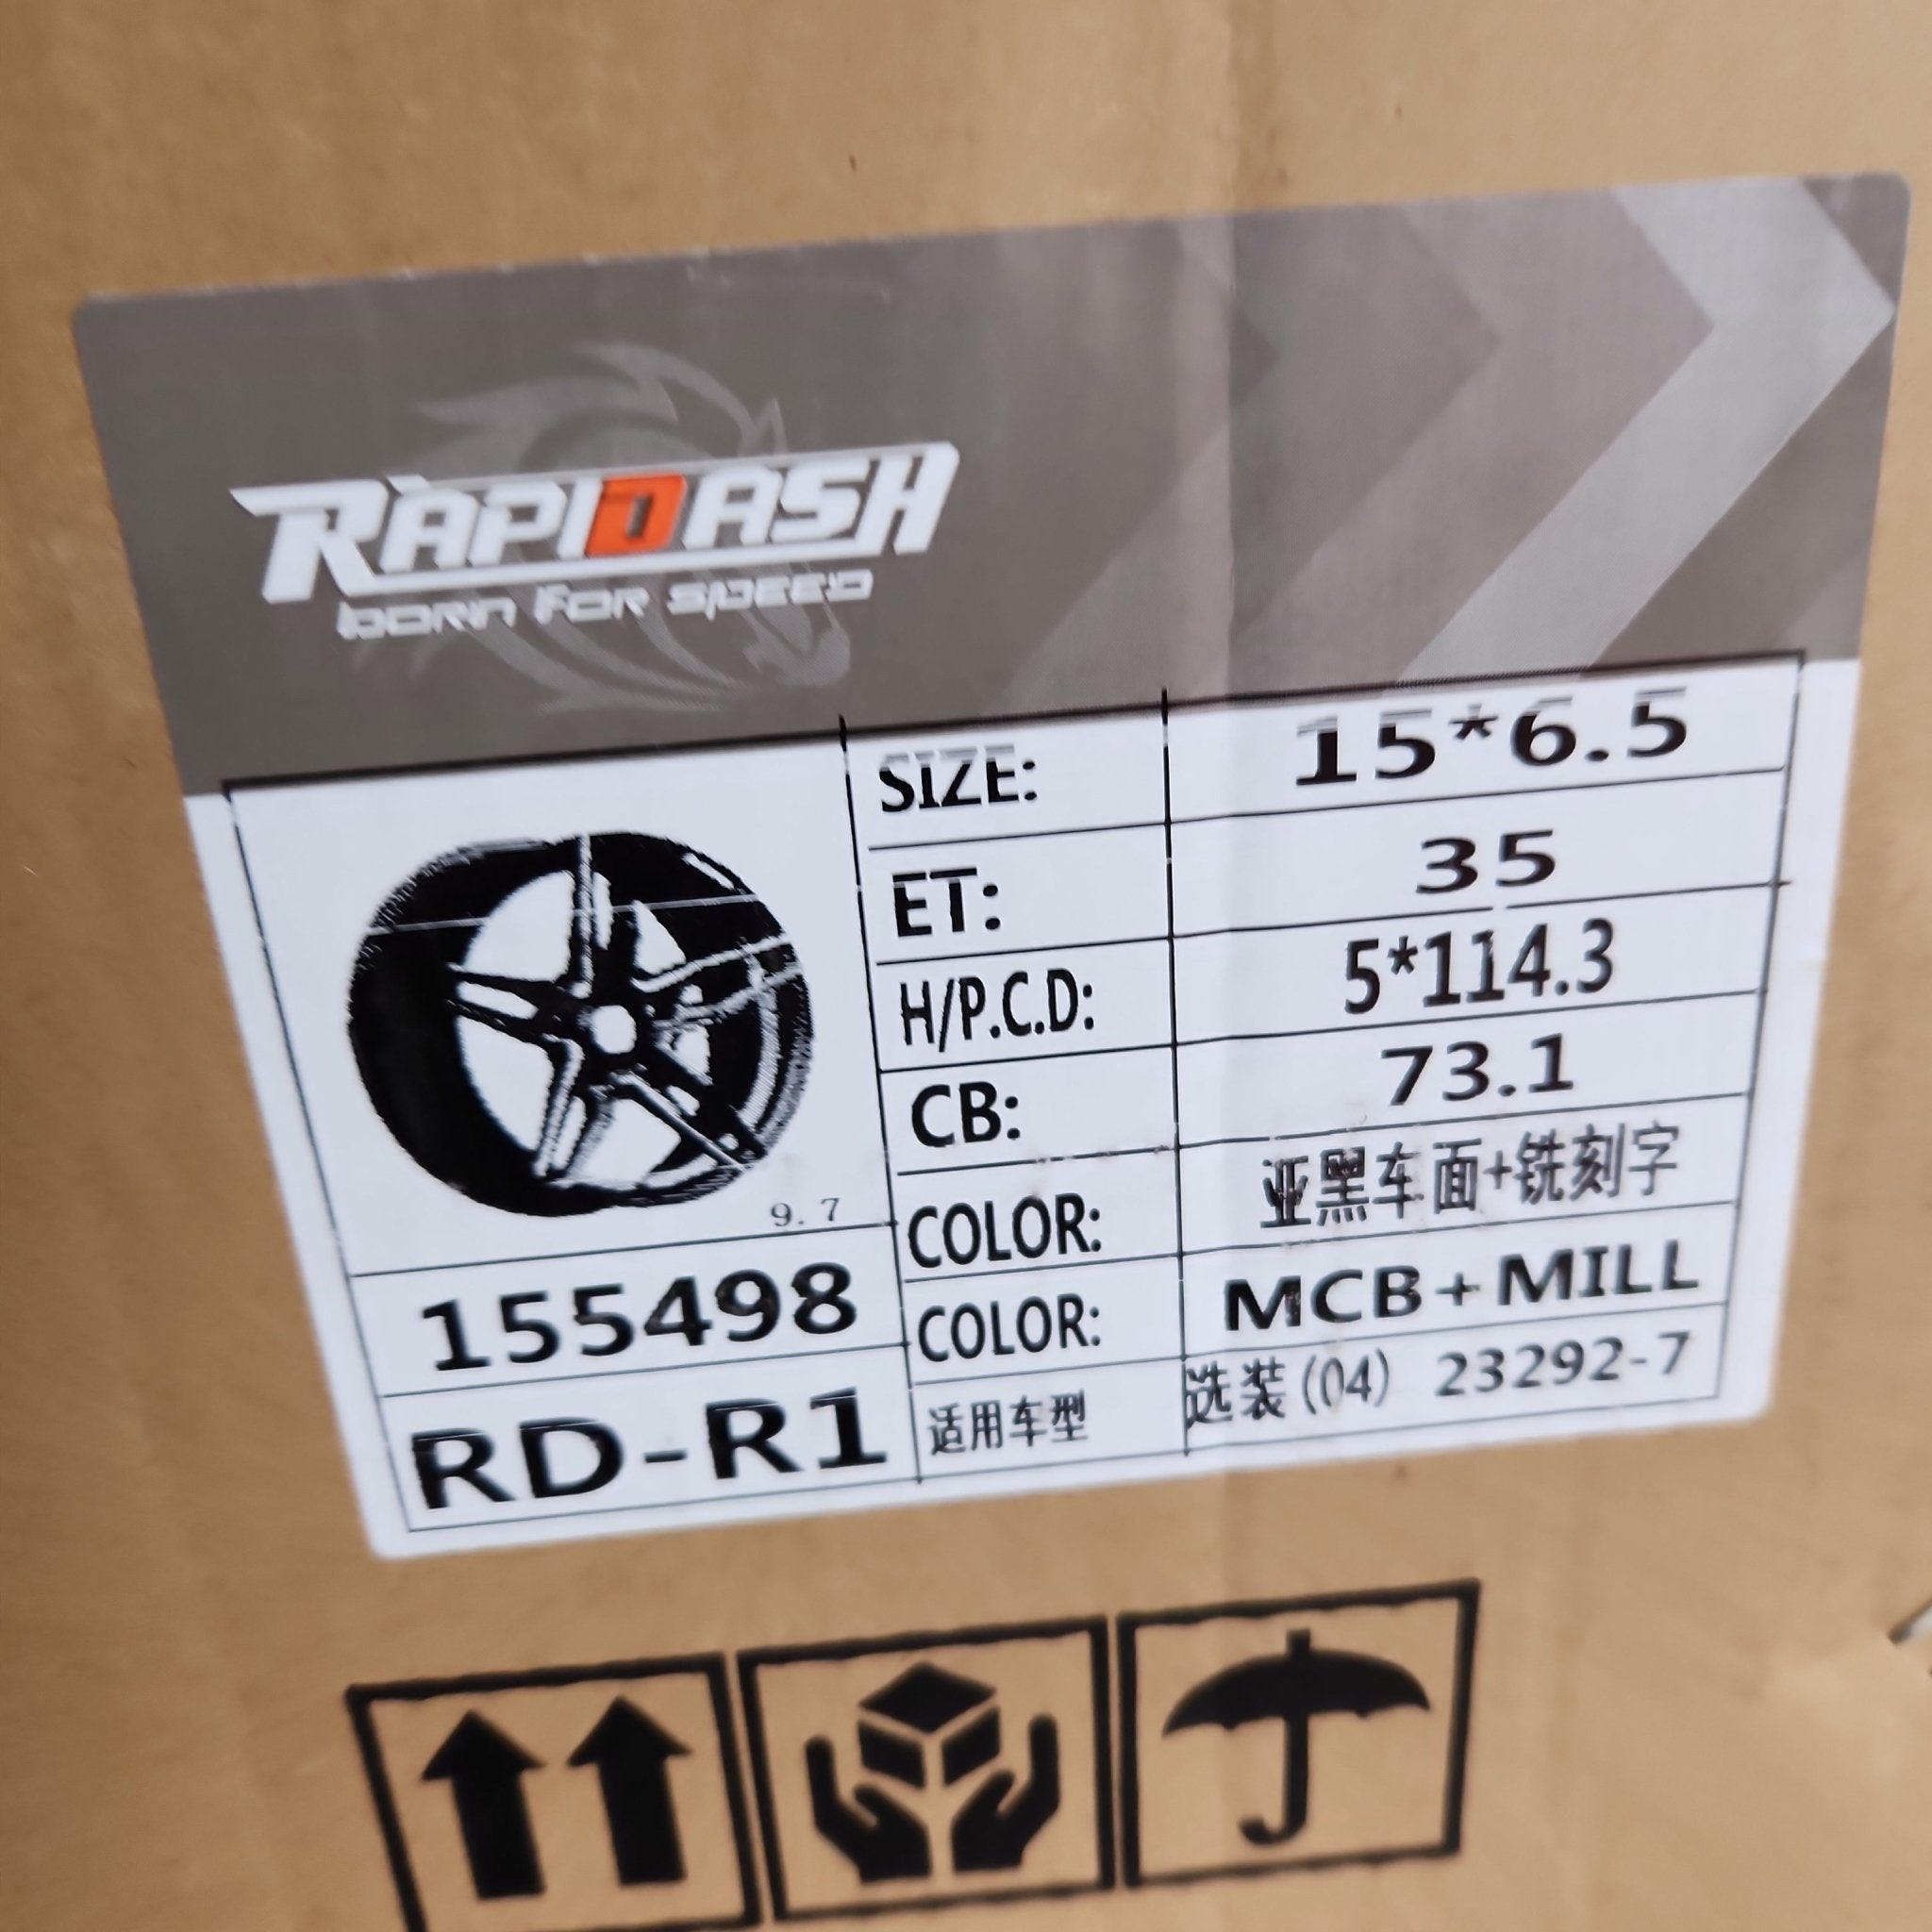 RAPIDASH
born for speed
SIZE: 15*6.5
ET: 35
H/P.C.D: 5*114.3
CB: 73.1
COLOR: 亚黑车面+铣刻字
COLOR: MCB+MILL
适用车型 选装(04) 23292-7
9.7
155498
RD-R1